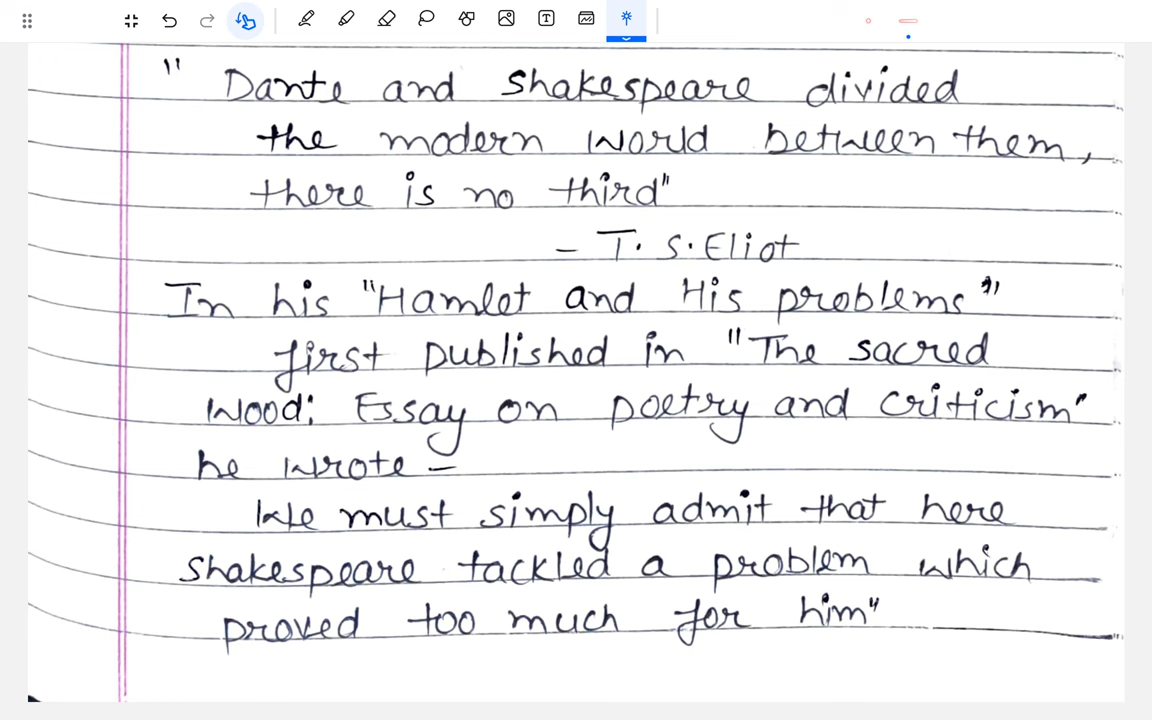 " Dante and Shakespeare divided
the modern world between them,
there is no third"
- T. S. Eliot
In his "Hamlet and His problems"
first published in "The sacred
Wood: Essay on poetry and criticism"
he wrote -
We must simply admit that here
Shakespeare tackled a problem which
proved too much for him"